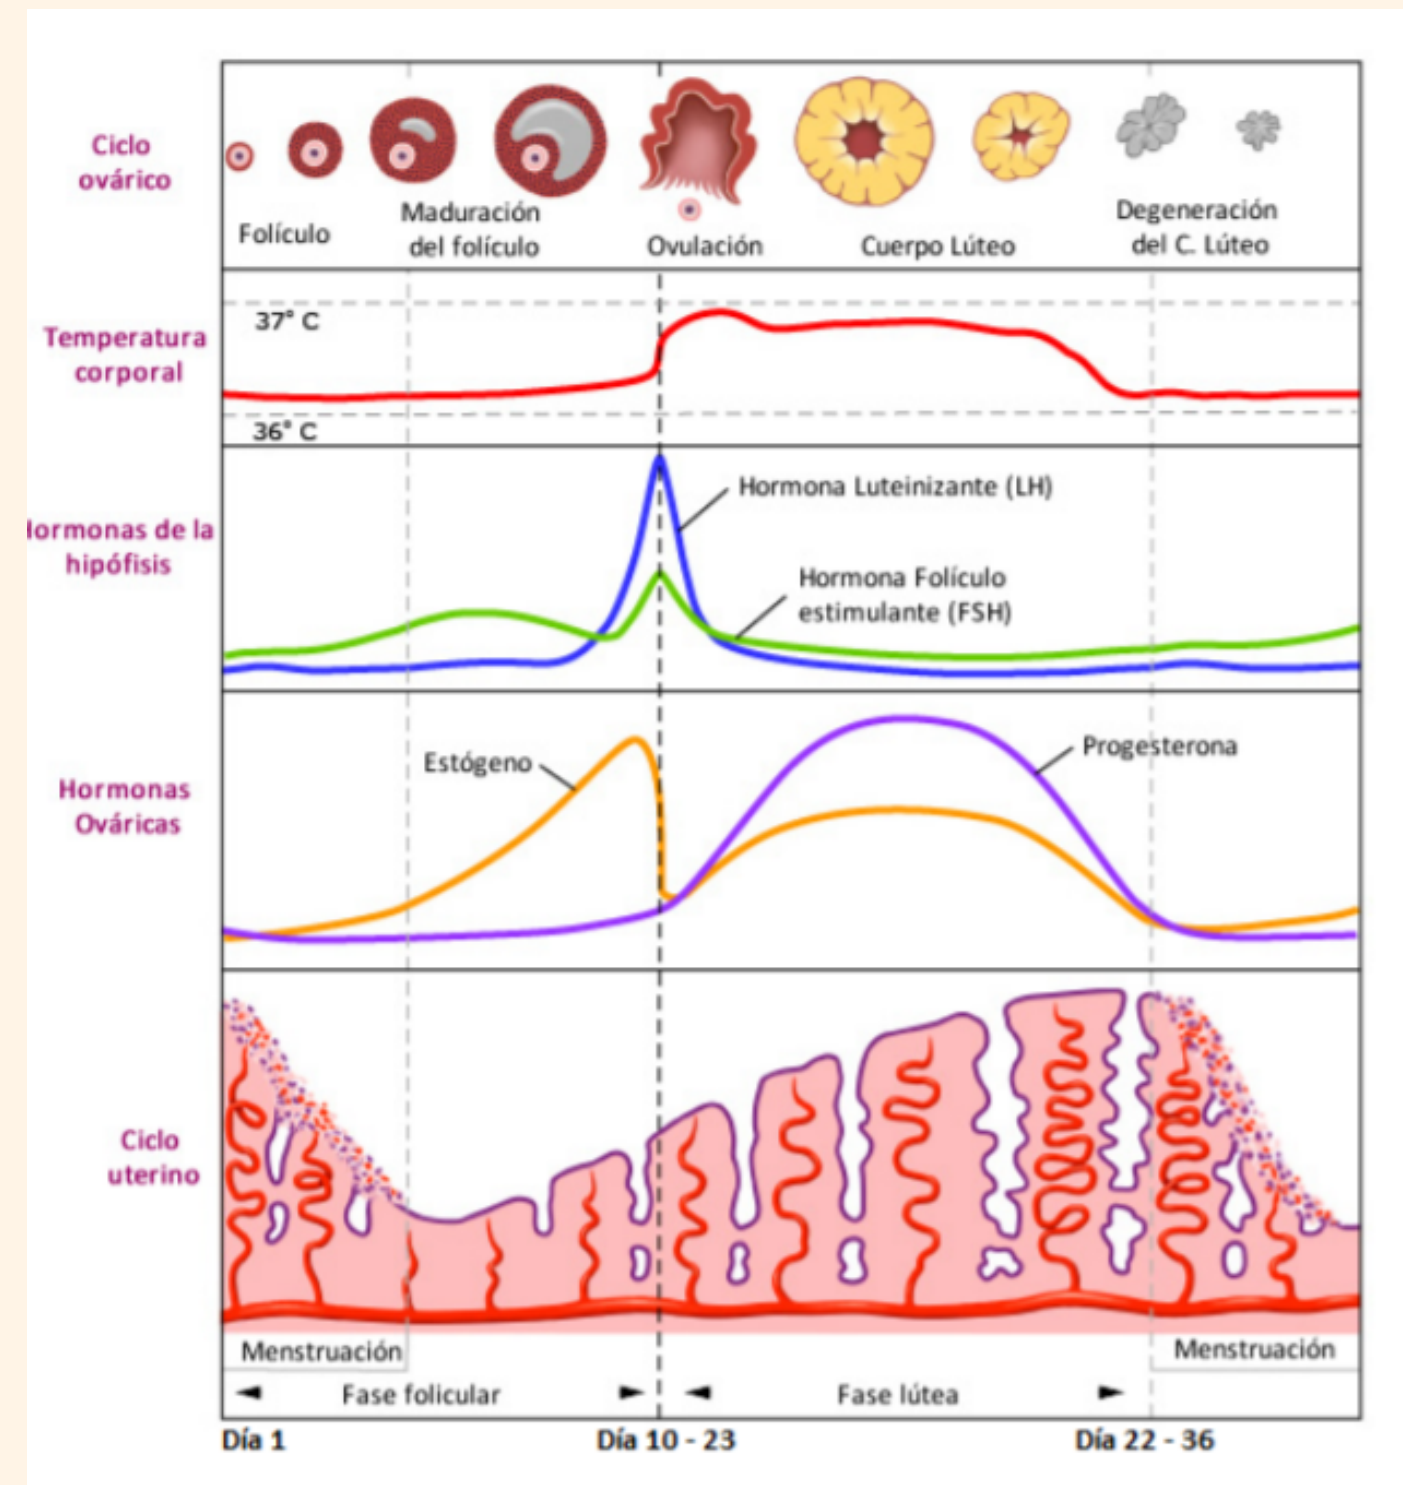 Ciclo
ovárico
Folículo
Maduración
del folículo
Ovulación
Cuerpo Lúteo
Degeneración
del C. Lúteo
Temperatura
corporal
37° C
36° C
ormonas de la
hipófisis
Hormona Luteinizante (LH)
Hormona Folículo
estimulante (FSH)
Hormonas
Ováricas
Estógeno
Progesterona
Ciclo
uterino
Menstruación
Menstruación
Fase folicular
Fase lútea
Día 1
Día 10 - 23
Día 22 - 36